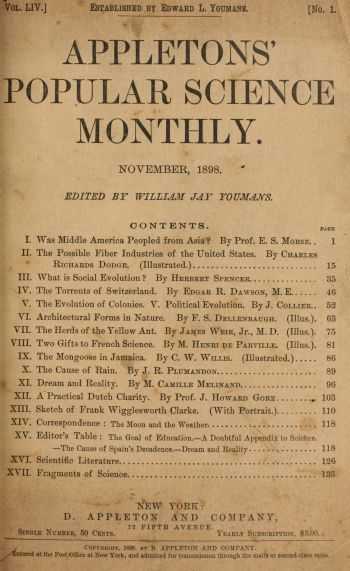 VOL. LIV.] ESTABLISHED BY EDWARD L. YOUMANS. [No. 1.
APPLETONS'
POPULAR SCIENCE
MONTHLY.
NOVEMBER, 1898.
EDITED BY WILLIAM JAY YOUMANS.
CONTENTS.
PAGE
I. Was Middle America Peopled from Asia? By Prof. E. S. MORSE. . 1
II. The Possible Fiber Industries of the United States. By CHARLES
RICHARDS DODGE. (Illustrated.) 15
III. What is Social Evolution? By HERBERT SPENCER. 35
IV. The Torrents of Switzerland. By EDGAR R. DAWSON, M. E. 46
V. The Evolution of Colonies. V. Political Evolution. By J. COLLIER. . 52
VI. Architectural Forms in Nature. By F. S. DELLENBAUGH. (Illus.) 63
VII. The Herds of the Yellow Ant. By JAMES WEIR, Jr., M. D. (Illus.) 75
VIII. Two Gifts to French Science. By M. HENRI DE PARVILLE. (Illus.) 81
IX. The Mongoose in Jamaica. By C. W. WILLIS. (Illustrated.) 86
X. The Cause of Rain. By J. R. PLUMANDON. 89
XI. Dream and Reality. By M. CAMILLE MELINAND. 96
XII. A Practical Dutch Charity. By Prof. J. HOWARD GORE 103
XIII. Sketch of Frank Wigglesworth Clarke. (With Portrait.) 110
XIV. Correspondence: The Moon and the Weather. 118
XV. Editor's Table: The Goal of Education.—A Doubtful Appendix to Science.
—The Cause of Spain's Decadence.—Dream and Reality 118
XVI. Scientific Literature. 126
XVII. Fragments of Science. 135
NEW YORK:
D. APPLETON AND COMPANY,
72 FIFTH AVENUE.
SINGLE NUMBER, 50 CENTS. YEARLY SUBSCRIPTION, $5.00.
COPYRIGHT, 1898, BY D. APPLETON AND COMPANY.
Entered at the Post Office at New York, and admitted for transmission through the mails at second-class rates.